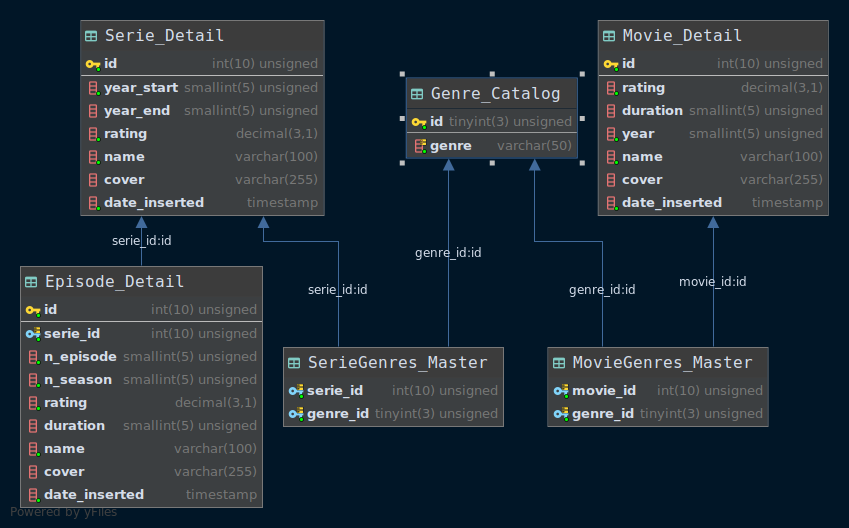 Serie_Detail
id int(10) unsigned
year_start smallint(5) unsigned
year_end smallint(5) unsigned
rating decimal(3,1)
name varchar(100)
cover varchar(255)
date_inserted timestamp
Genre_Catalog
id tinyint(3) unsigned
genre varchar(50)
Movie_Detail
id int(10) unsigned
rating decimal(3,1)
duration smallint(5) unsigned
year smallint(5) unsigned
name varchar(100)
cover varchar(255)
date_inserted timestamp
serie_id:id
genre_id:id
serie_id:id
genre_id:id
movie_id:id
Episode_Detail
id int(10) unsigned
serie_id int(10) unsigned
n_episode smallint(5) unsigned
n_season smallint(5) unsigned
rating decimal(3,1)
duration smallint(5) unsigned
name varchar(100)
cover varchar(255)
date_inserted timestamp
SerieGenres_Master
serie_id int(10) unsigned
genre_id tinyint(3) unsigned
MovieGenres_Master
movie_id int(10) unsigned
genre_id tinyint(3) unsigned
Powered by yFiles